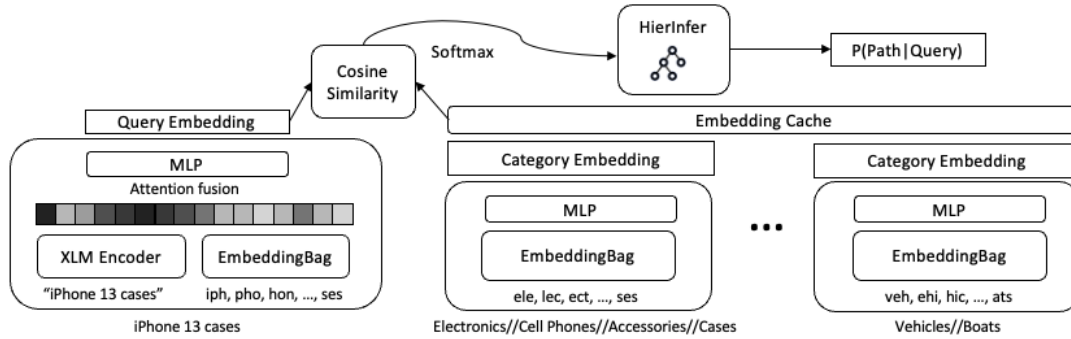 HierInfer
Softmax
P(Path|Query)
Cosine
Similarity
Query Embedding
Embedding Cache
MLP
Attention fusion
XLM Encoder
EmbeddingBag
"iPhone 13 cases"
iph, pho, hon, ..., ses
iPhone 13 cases
Category Embedding
MLP
EmbeddingBag
ele, lec, ect, ..., ses
Electronics//Cell Phones//Accessories//Cases
...
Category Embedding
MLP
EmbeddingBag
veh, ehi, hic, ..., ats
Vehicles//Boats